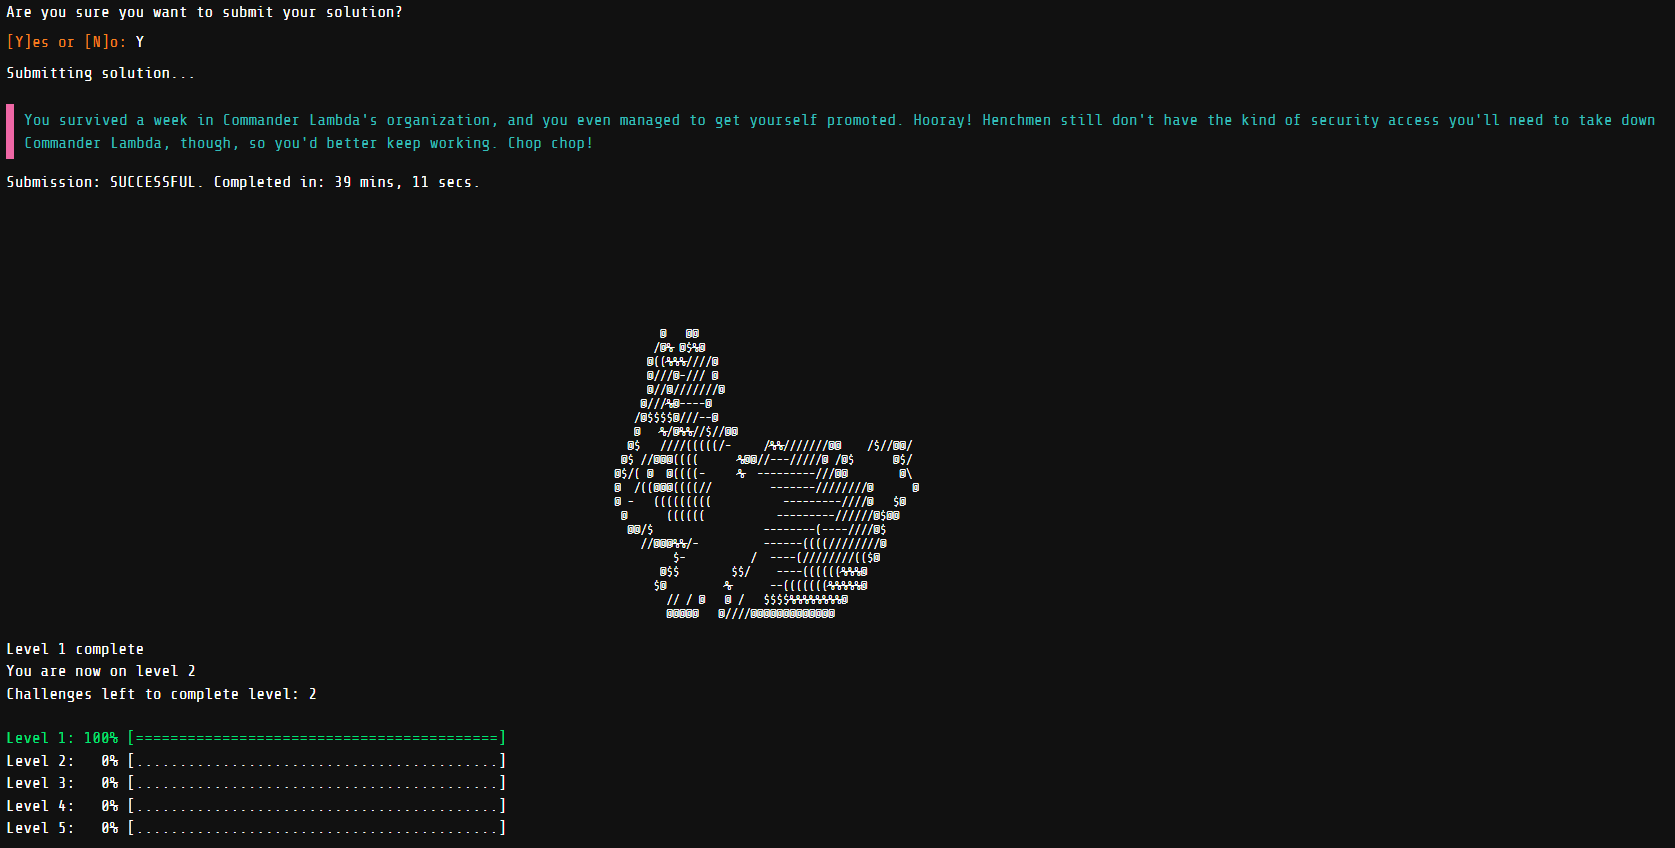 Are you sure you want to submit your solution?
[Y]es or [N]o: Y
Submitting solution...
You survived a week in Commander Lambda's organization, and you even managed to get yourself promoted. Hooray! Henchmen still don't have the kind of security access you'll need to take down
Commander Lambda, though, so you'd better keep working. Chop chop!
Submission: SUCCESSFUL. Completed in: 39 mins, 11 secs.
Level 1 complete
You are now on level 2
Challenges left to complete level: 2
Level 1: 100% [==========================================]
Level 2:   0% [..........................................]
Level 3:   0% [..........................................]
Level 4:   0% [..........................................]
Level 5:   0% [..........................................]